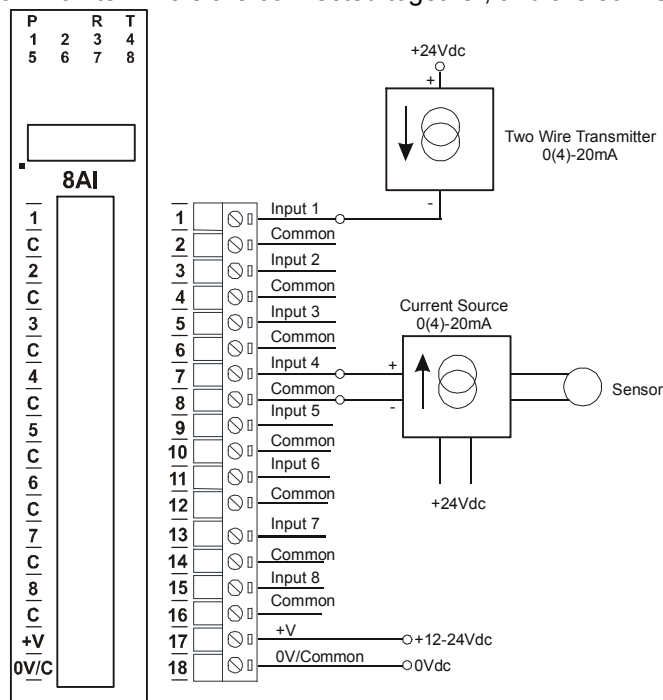 P R T
1 2 3 4
5 6 7 8
8AI
1
C
2
C
3
C
4
C
5
C
6
C
7
C
8
C
+V
0V/C
+24Vdc
+
Two Wire Transmitter
0(4)-20mA
-
1 Input 1
2 Common
3 Input 2
4 Common
5 Input 3
6 Common
7 Input 4
8 Common
9 Input 5
10 Common
11 Input 6
12 Common
13 Input 7
14 Common
15 Input 8
16 Common
17 +V +12-24Vdc
18 0V/Common 0Vdc
Current Source
0(4)-20mA
+
-
Sensor
+24Vdc